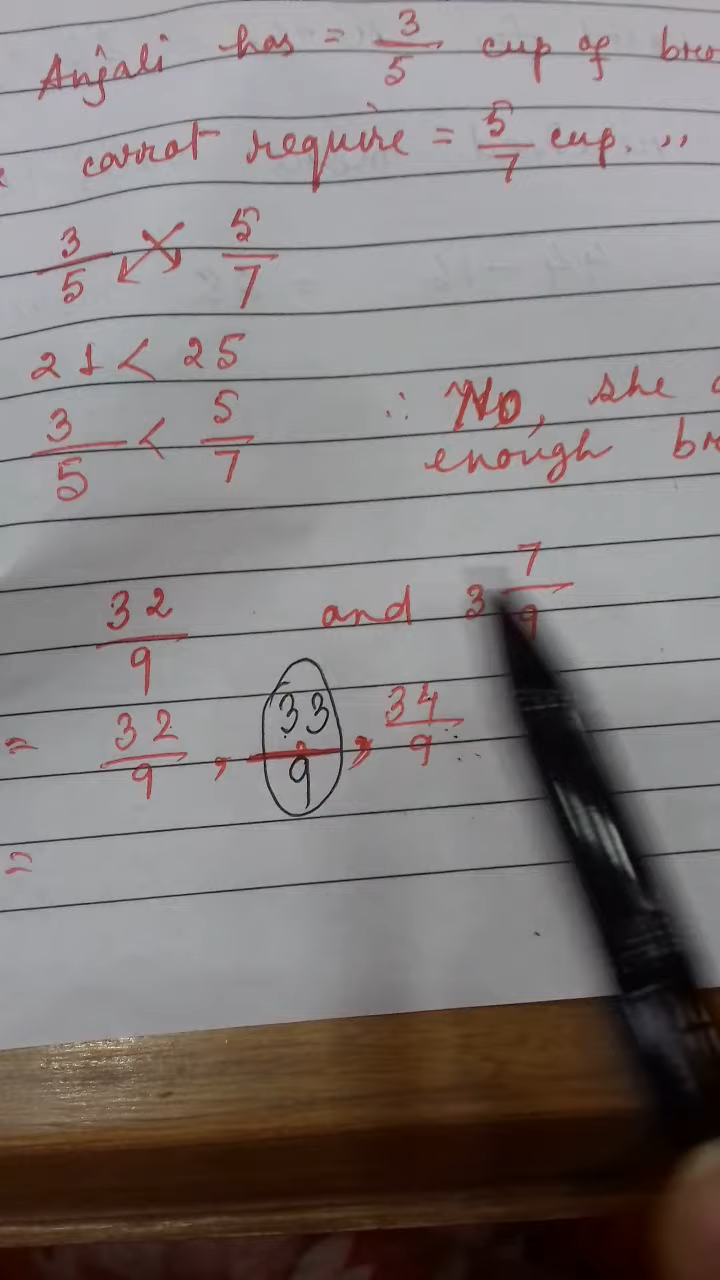 Anjali has = 3/5 cup of
carrot require = 5/7 cup. ,,
3/5 5/7
21 < 25
3/5 < 5/7 ∴ No, she
enough
32/9 and 3 7/9
= 32/9 , 33/9 , 34/9
=